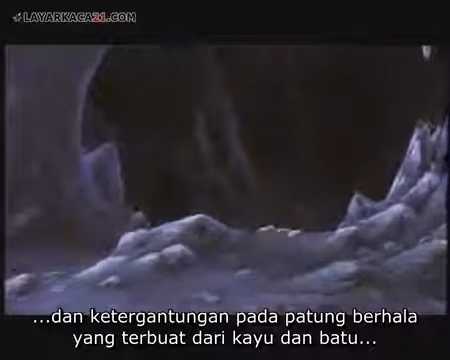 LAYARKACA21.COM
...dan ketergantungan pada patung berhala
yang terbuat dari kayu dan batu...